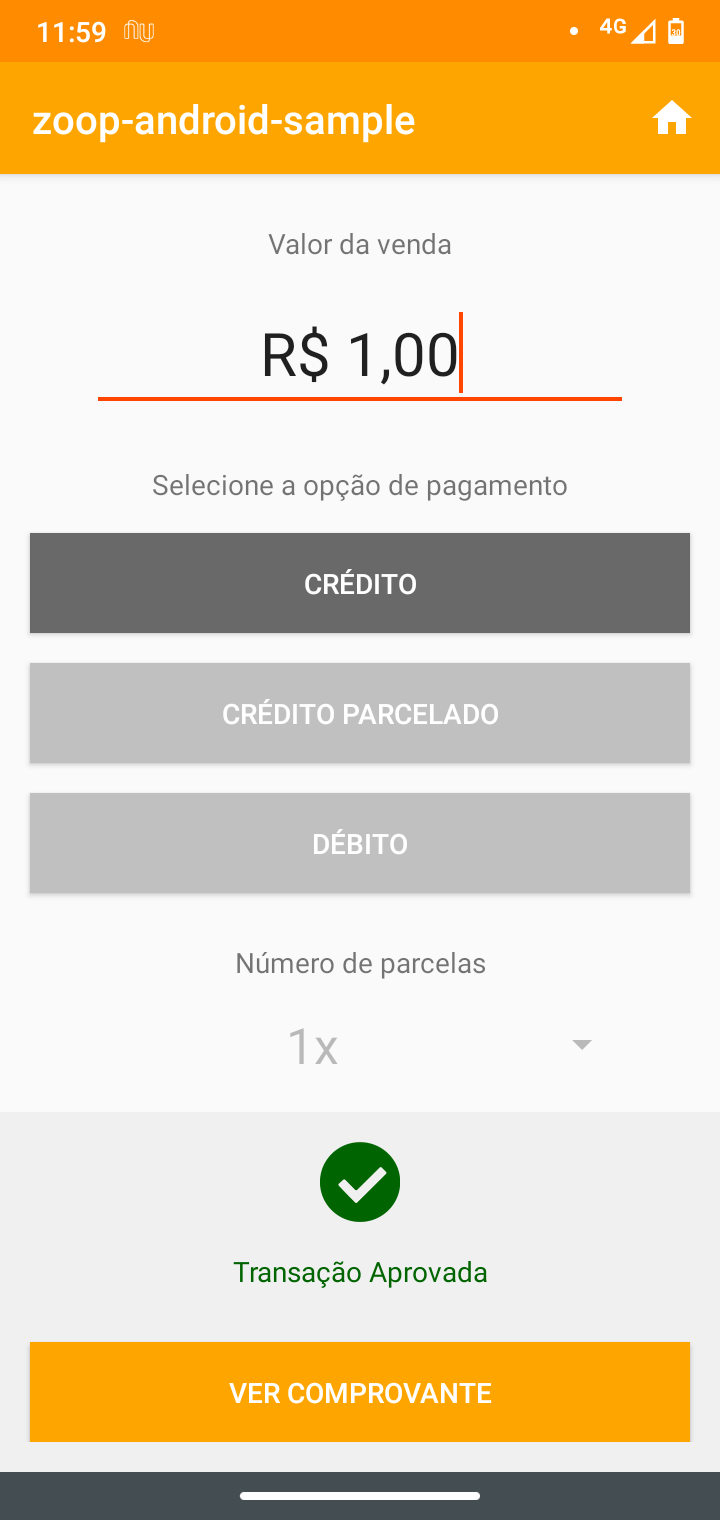 11:59
4G
30
zoop-android-sample
Valor da venda
R$ 1,00
Selecione a opção de pagamento
CRÉDITO
CRÉDITO PARCELADO
DÉBITO
Número de parcelas
1x
Transação Aprovada
VER COMPROVANTE